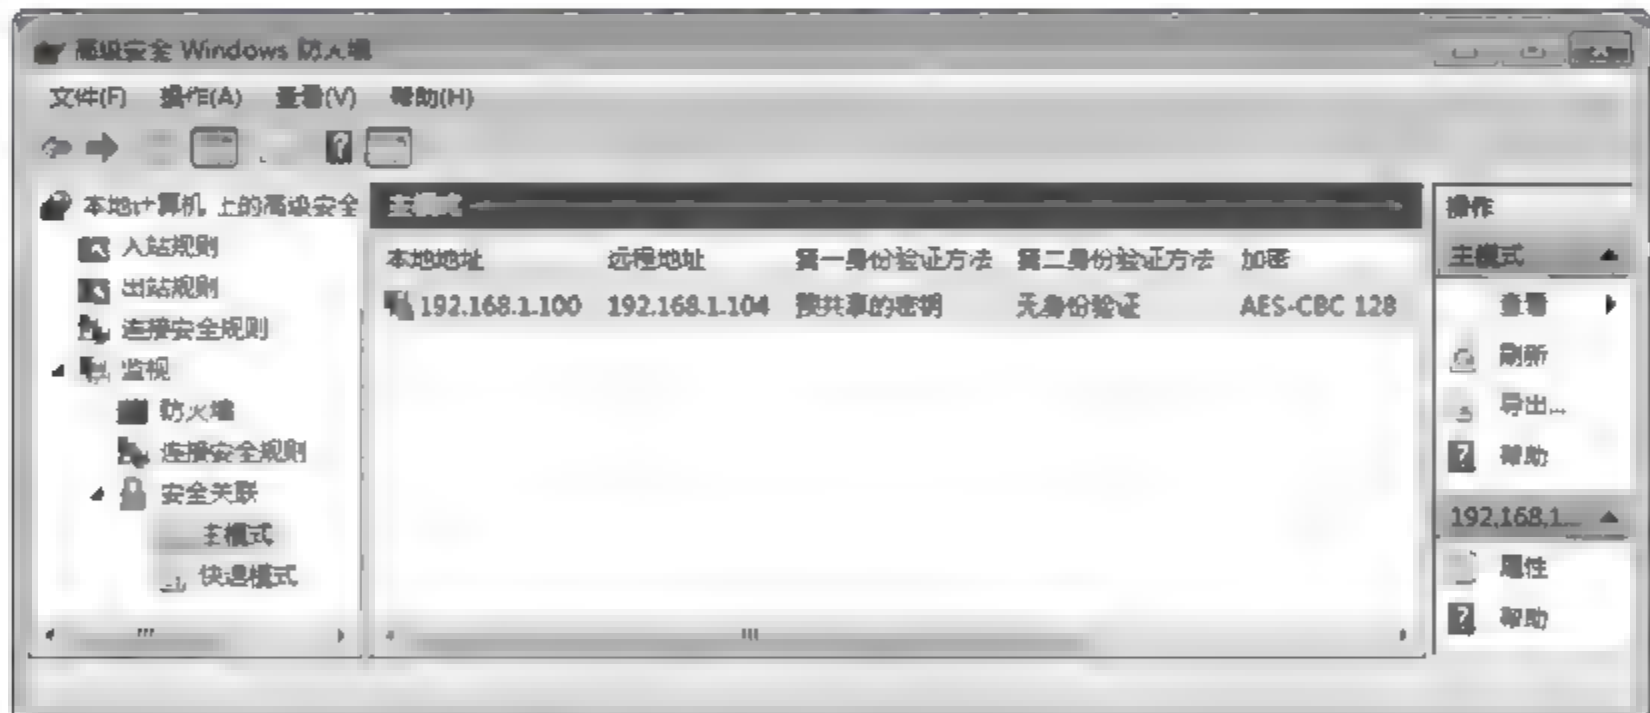 高级安全 Windows 防火墙
文件(F) 操作(A) 查看(V) 帮助(H)
本地计算机 上的高级安全
入站规则
出站规则
连接安全规则
监视
防火墙
连接安全规则
安全关联
主模式
快速模式
主模式
本地地址 远程地址 第一身份验证方法 第二身份验证方法 加密
192.168.1.100 192.168.1.104 预共享的密钥 无身份验证 AES-CBC 128
操作
主模式
查看
刷新
导出...
帮助
192.168.1....
属性
帮助